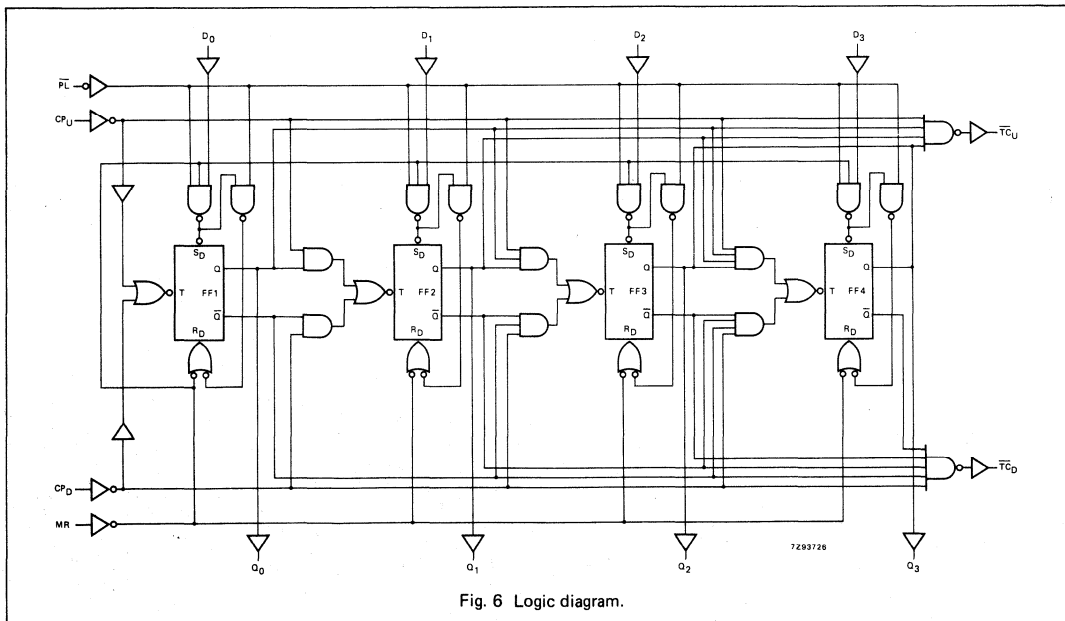 D0 D1 D2 D3
PL
CPU
TCU
SD SD SD SD
Q Q Q Q
T FF1 T FF2 T FF3 T FF4
Q Q Q Q
RD RD RD RD
CPD
TCD
MR
7Z93726
Q0 Q1 Q2 Q3
Fig. 6 Logic diagram.